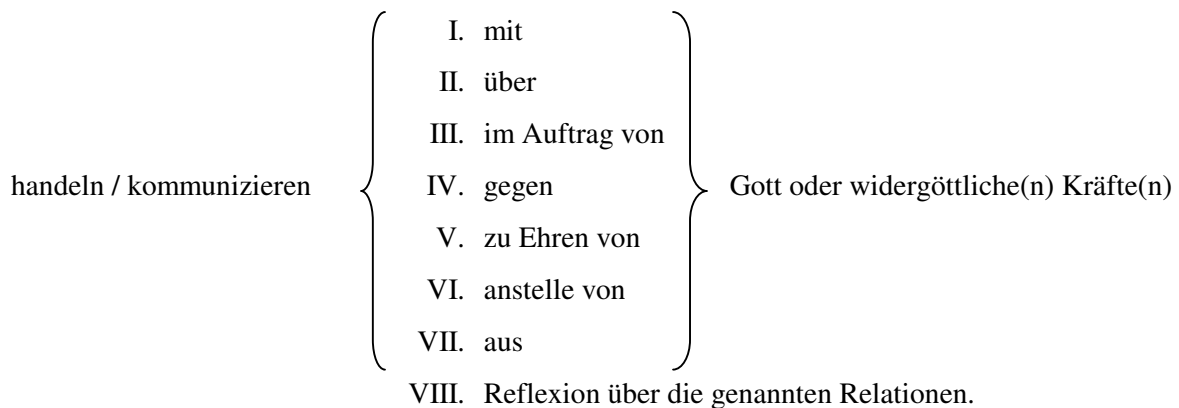 I. mit
II. über
III. im Auftrag von
handeln / kommunizieren IV. gegen Gott oder widergöttliche(n) Kräfte(n)
V. zu Ehren von
VI. anstelle von
VII. aus
VIII. Reflexion über die genannten Relationen.